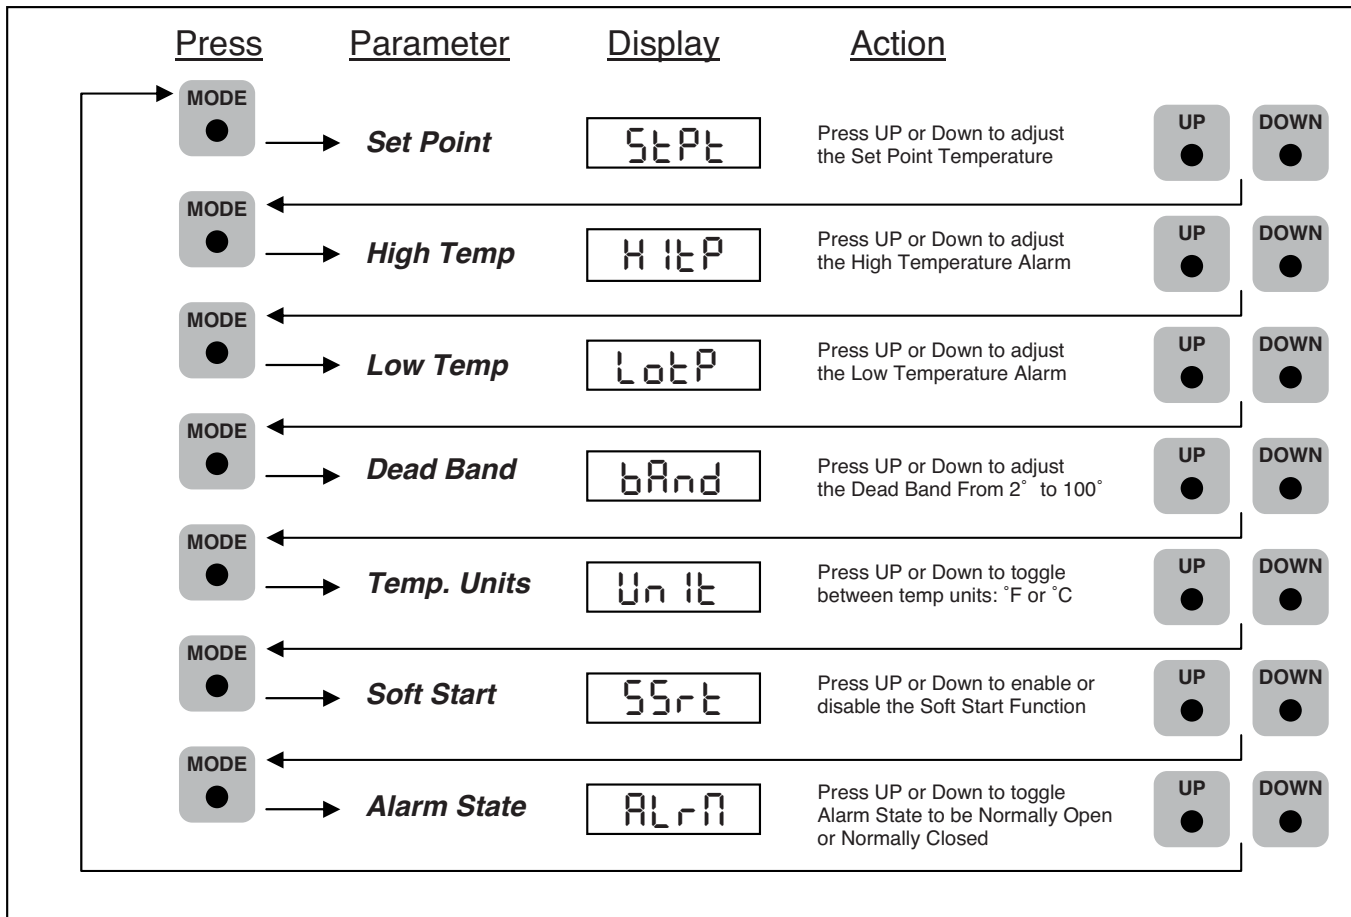 Press Parameter Display Action
MODE
Set Point StPt Press UP or Down to adjust
the Set Point Temperature
UP DOWN
MODE
High Temp H1tP Press UP or Down to adjust
the High Temperature Alarm
UP DOWN
MODE
Low Temp LotP Press UP or Down to adjust
the Low Temperature Alarm
UP DOWN
MODE
Dead Band bAnd Press UP or Down to adjust
the Dead Band From 2˚ to 100˚
UP DOWN
MODE
Temp. Units Un1t Press UP or Down to toggle
between temp units: ˚F or ˚C
UP DOWN
MODE
Soft Start SSrt Press UP or Down to enable or
disable the Soft Start Function
UP DOWN
MODE
Alarm State ALrM Press UP or Down to toggle
Alarm State to be Normally Open
or Normally Closed
UP DOWN